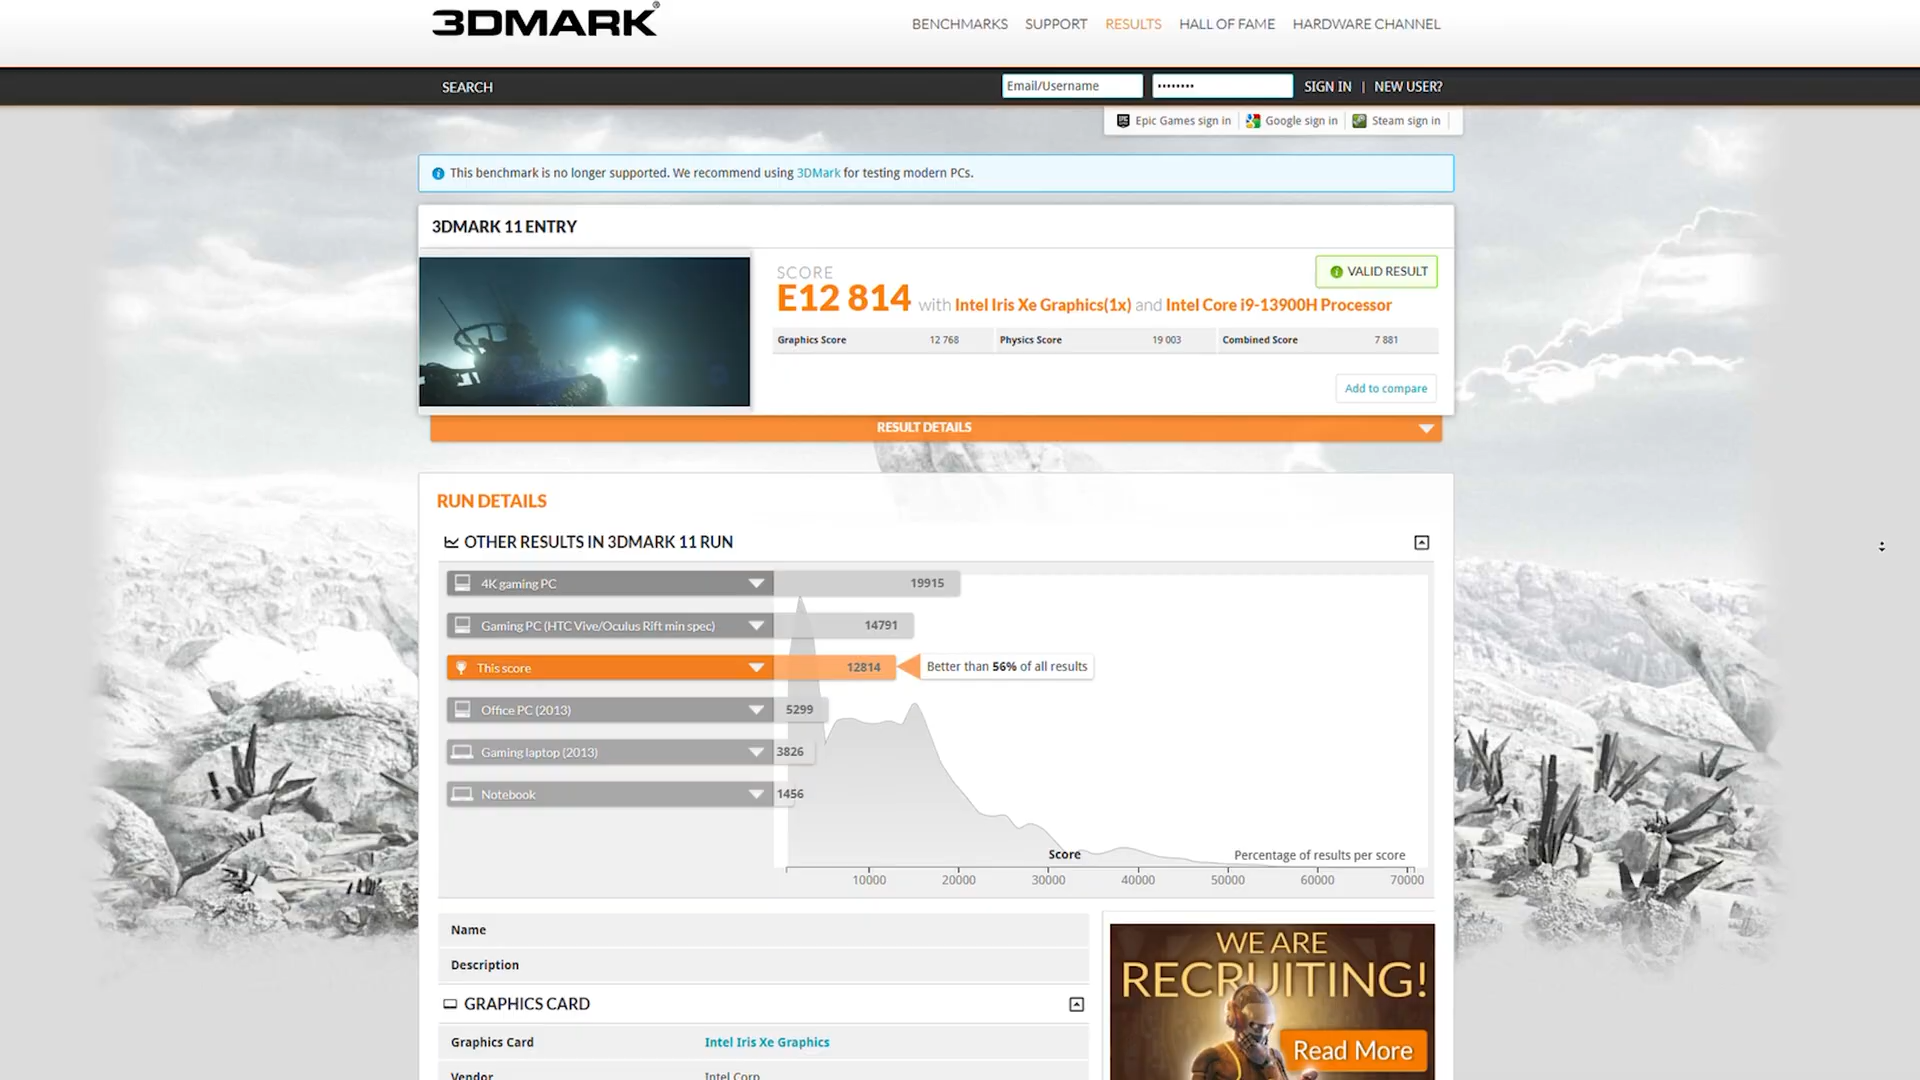 3DMARK®
BENCHMARKS SUPPORT RESULTS HALL OF FAME HARDWARE CHANNEL
SEARCH
Email/Username •••••••• SIGN IN | NEW USER?
Epic Games sign in Google sign in Steam sign in
This benchmark is no longer supported. We recommend using 3DMark for testing modern PCs.
3DMARK 11 ENTRY
SCORE
VALID RESULT
E12 814 with Intel Iris Xe Graphics(1x) and Intel Core i9-13900H Processor
Graphics Score 12 768 Physics Score 19 003 Combined Score 7 881
Add to compare
RESULT DETAILS
RUN DETAILS
OTHER RESULTS IN 3DMARK 11 RUN
4K gaming PC 19915
Gaming PC (HTC Vive/Oculus Rift min spec) 14791
This score 12814 Better than 56% of all results
Office PC (2013) 5299
Gaming laptop (2013) 3826
Notebook 1456
Score Percentage of results per score
10000 20000 30000 40000 50000 60000 70000
Name
Description
GRAPHICS CARD
Graphics Card Intel Iris Xe Graphics
Vendor Intel Corp
WE ARE
RECRUITING!
Read More